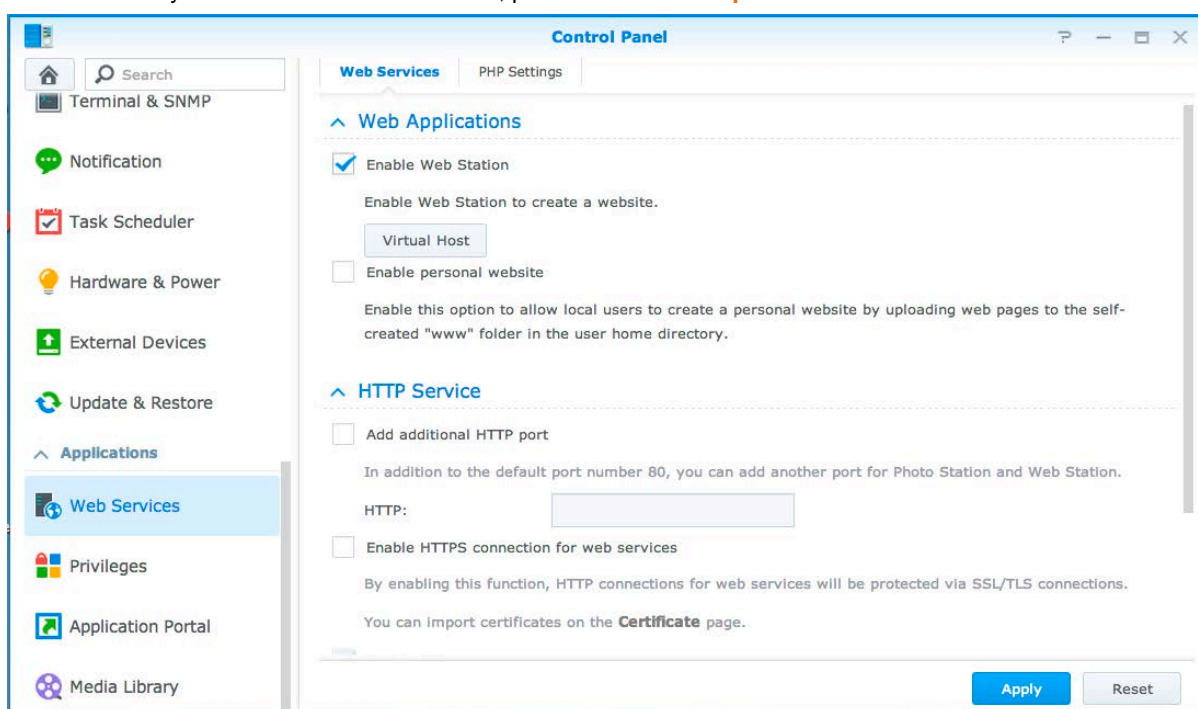 Control Panel
Search
Terminal & SNMP
Notification
Task Scheduler
Hardware & Power
External Devices
Update & Restore
Applications
Web Services
Privileges
Application Portal
Media Library
Web Services
PHP Settings
Web Applications
Enable Web Station
Enable Web Station to create a website.
Virtual Host
Enable personal website
Enable this option to allow local users to create a personal website by uploading web pages to the self-
created "www" folder in the user home directory.
HTTP Service
Add additional HTTP port
In addition to the default port number 80, you can add another port for Photo Station and Web Station.
HTTP:
Enable HTTPS connection for web services
By enabling this function, HTTP connections for web services will be protected via SSL/TLS connections.
You can import certificates on the Certificate page.
Apply
Reset